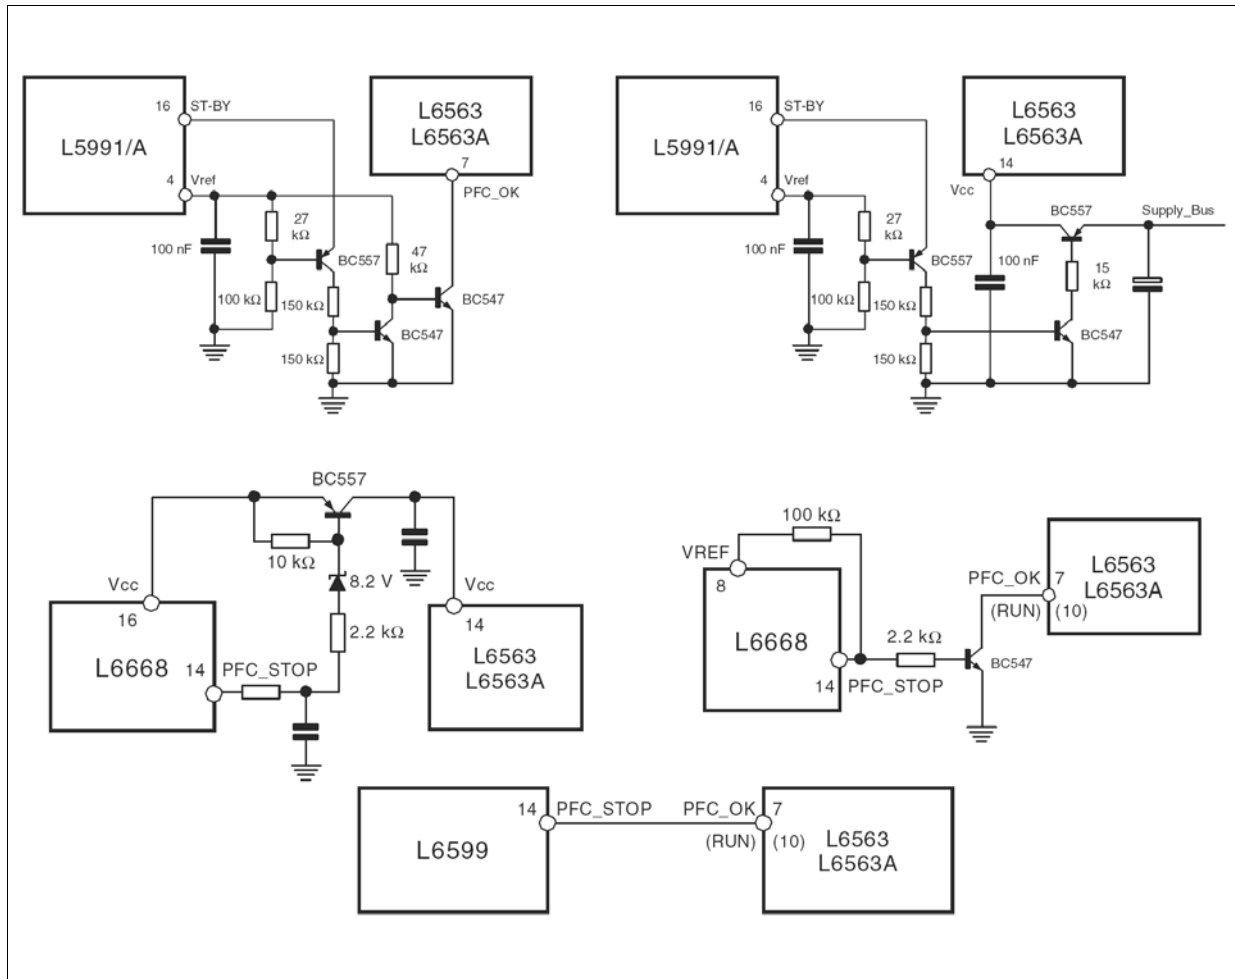 L5991/A
16
ST-BY
4
Vref
100 nF
27
kΩ
100 kΩ
BC557
150 kΩ
150 kΩ
47
kΩ
BC547
BC547
L6563
L6563A
7
PFC_OK
L5991/A
16
ST-BY
4
Vref
100 nF
27
kΩ
100 kΩ
BC557
150 kΩ
150 kΩ
L6563
L6563A
14
Vcc
100 nF
BC557
Supply_Bus
15
kΩ
BC547
BC557
10 kΩ
8.2 V
2.2 kΩ
Vcc
16
L6668
14
PFC_STOP
Vcc
14
L6563
L6563A
100 kΩ
VREF
8
L6668
14
PFC_STOP
2.2 kΩ
BC547
PFC_OK
(RUN)
7
(10)
L6563
L6563A
L6599
14
PFC_STOP
PFC_OK
(RUN)
7
(10)
L6563
L6563A